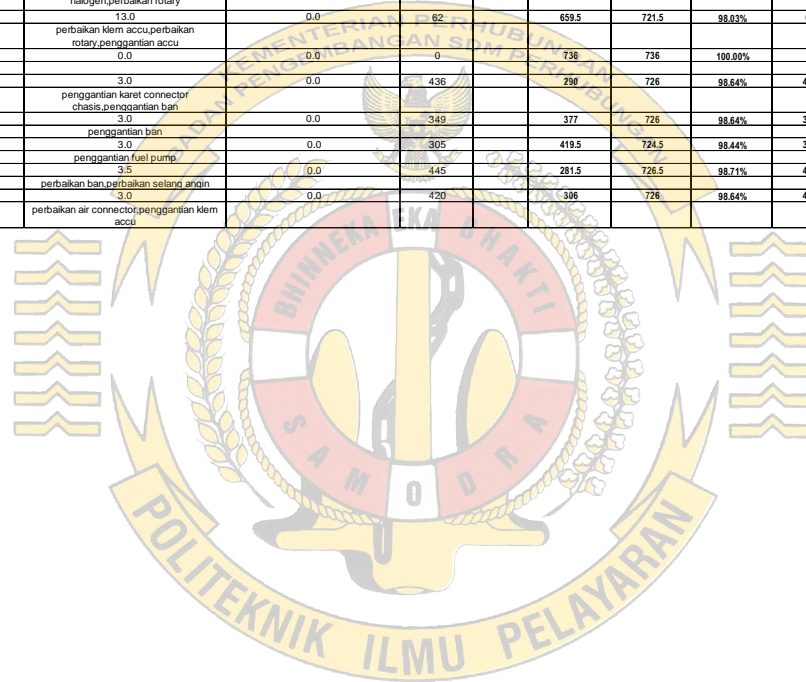 halogen,perbaikan rotary
13.0 0.0 62 659.5 721.5 98.03%
perbaikan klem accu,perbaikan
rotary,penggantian accu
0.0 0.0 0 736 736 100.00%
3.0 0.0 436 290 726 98.64% 4
penggantian karet connector
chasis,penggantian ban
3.0 0.0 349 377 726 98.64% 3
penggantian ban
3.0 0.0 305 419.5 724.5 98.44% 3
penggantian fuel pump
3.5 0.0 445 281.5 726.5 98.71% 4
perbaikan ban,perbaikan selang angin
3.0 0.0 420 306 726 98.64% 4
perbaikan air connector,penggantian klem
accu
KEMENTERIAN PERHUBUNGAN
BADAN PENGEMBANGAN SDM PERHUBUNGAN
BHINNEKA EKA BHAKTI
SAMODRA
POLITEKNIK ILMU PELAYARAN